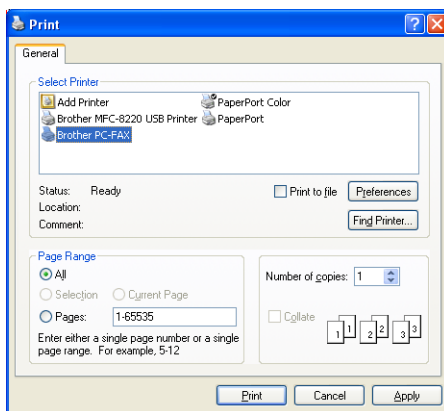 Print
General
Select Printer
Add Printer
PaperPort Color
Brother MFC-8220 USB Printer
PaperPort
Brother PC-FAX
Status: Ready
Location:
Comment:
Print to file
Preferences
Find Printer...
Page Range
All
Selection
Current Page
Pages: 1-65535
Enter either a single page number or a single
page range. For example, 5-12
Number of copies: 1
Collate
1 1 2 2 3 3
Print
Cancel
Apply